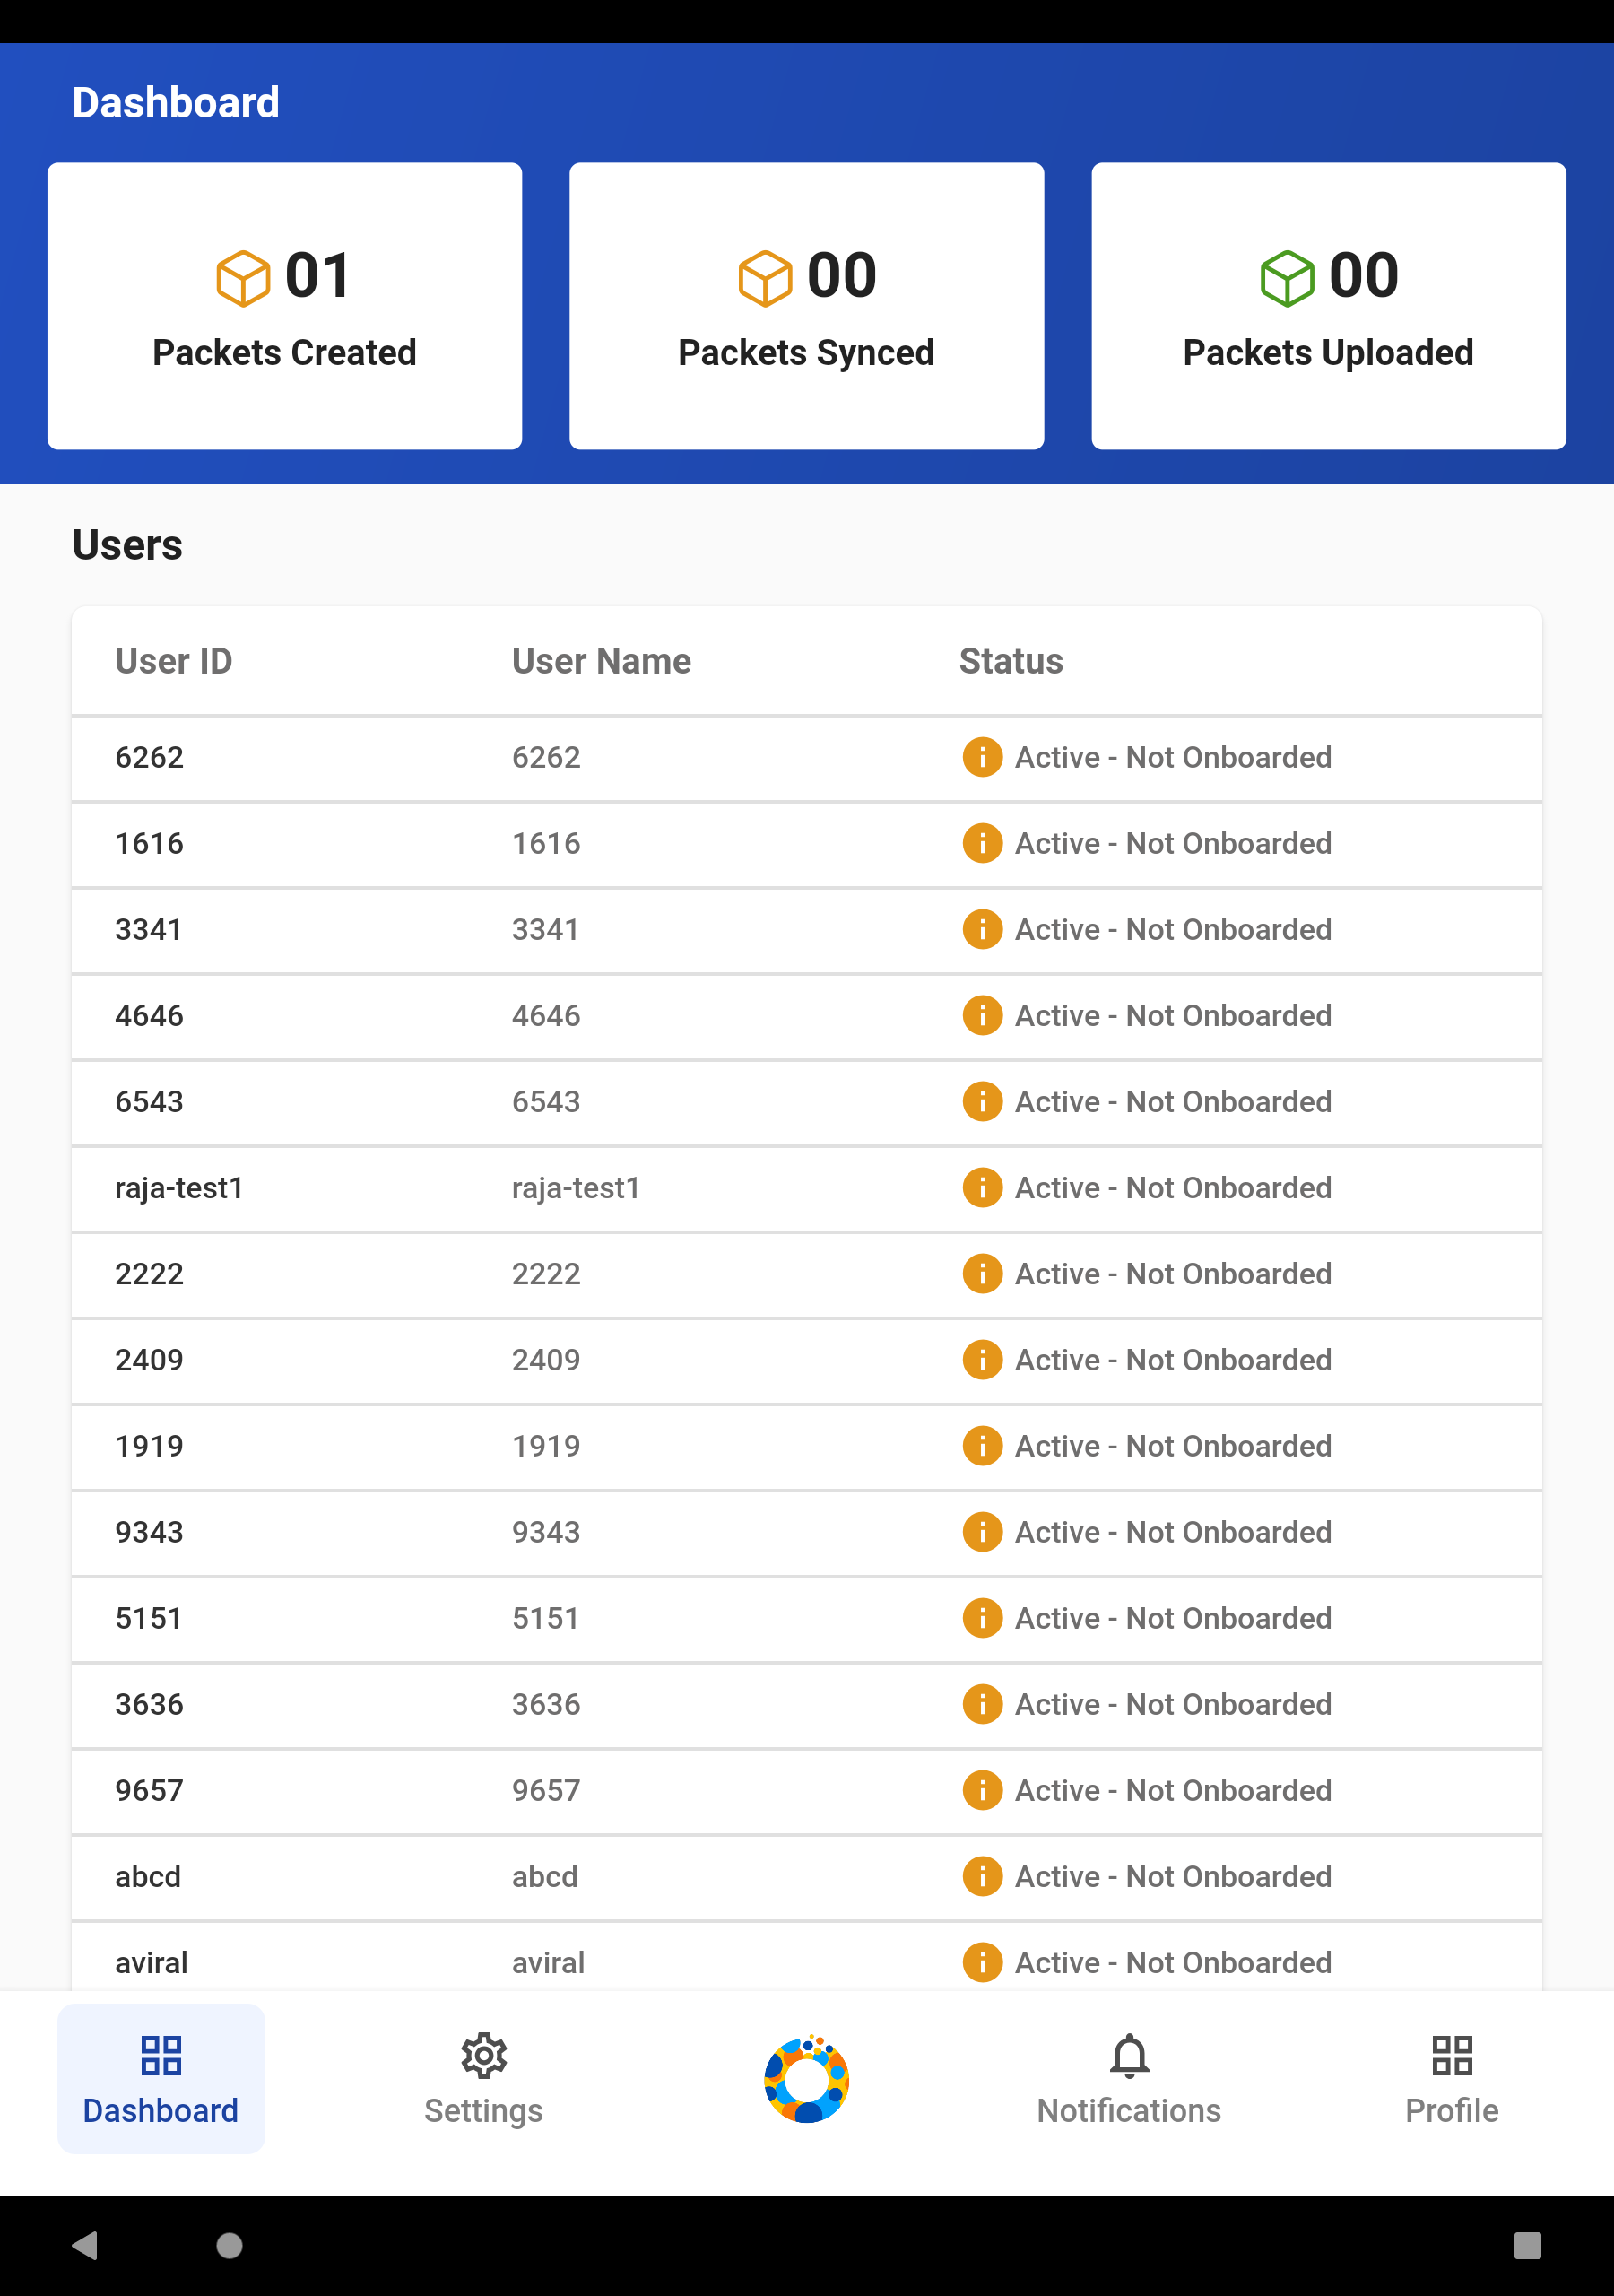 Dashboard
01 00 00
Packets Created Packets Synced Packets Uploaded
Users
User ID User Name Status
6262 6262 Active - Not Onboarded
1616 1616 Active - Not Onboarded
3341 3341 Active - Not Onboarded
4646 4646 Active - Not Onboarded
6543 6543 Active - Not Onboarded
raja-test1 raja-test1 Active - Not Onboarded
2222 2222 Active - Not Onboarded
2409 2409 Active - Not Onboarded
1919 1919 Active - Not Onboarded
9343 9343 Active - Not Onboarded
5151 5151 Active - Not Onboarded
3636 3636 Active - Not Onboarded
9657 9657 Active - Not Onboarded
abcd abcd Active - Not Onboarded
aviral aviral Active - Not Onboarded
Dashboard Settings Notifications Profile